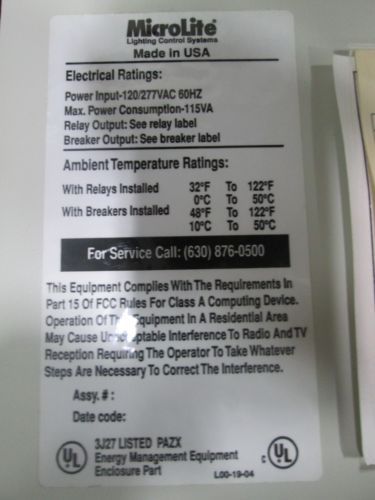 MicroLite®
Lighting Control Systems
Made in USA
Electrical Ratings:
Power Input-120/277VAC 60HZ
Max. Power Consumption-115VA
Relay Output: See relay label
Breaker Output: See breaker label
Ambient Temperature Ratings:
With Relays Installed 32°F To 122°F
0°C To 50°C
With Breakers Installed 48°F To 122°F
10°C To 50°C
For Service Call: (630) 876-0500
This Equipment Complies With The Requirements In
Part 15 Of FCC Rules For Class A Computing Device.
Operation Of The Equipment In A Residential Area
May Cause Unacceptable Interference To Radio And TV
Reception Requiring The Operator To Take Whatever
Steps Are Necessary To Correct The Interference.
Assy. #:
Date code:
UL 3J27 LISTED PAZX c UL
Energy Management Equipment
Enclosure Part L00-19-04